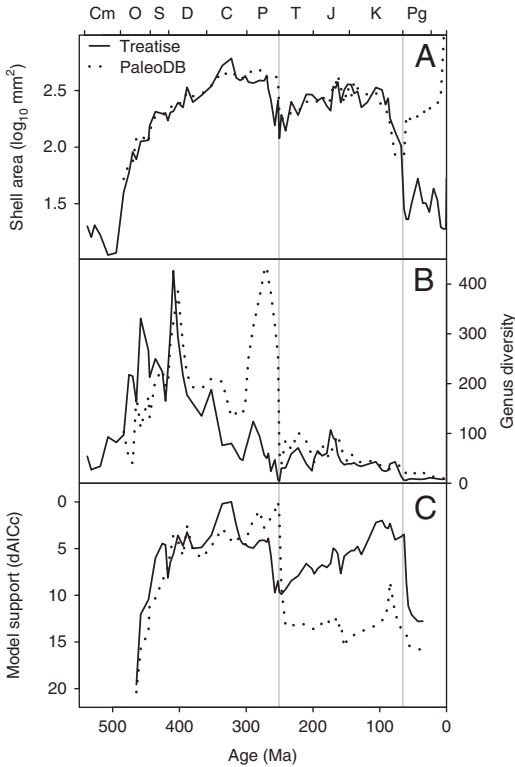 Cm O S D C P T J K Pg
Treatise
PaleoDB
A
Shell area (log10 mm2)
2.5
2.0
1.5
B
Genus diversity
400
300
200
100
0
C
Model support (dAICc)
0
5
10
15
20
500 400 300 200 100 0
Age (Ma)